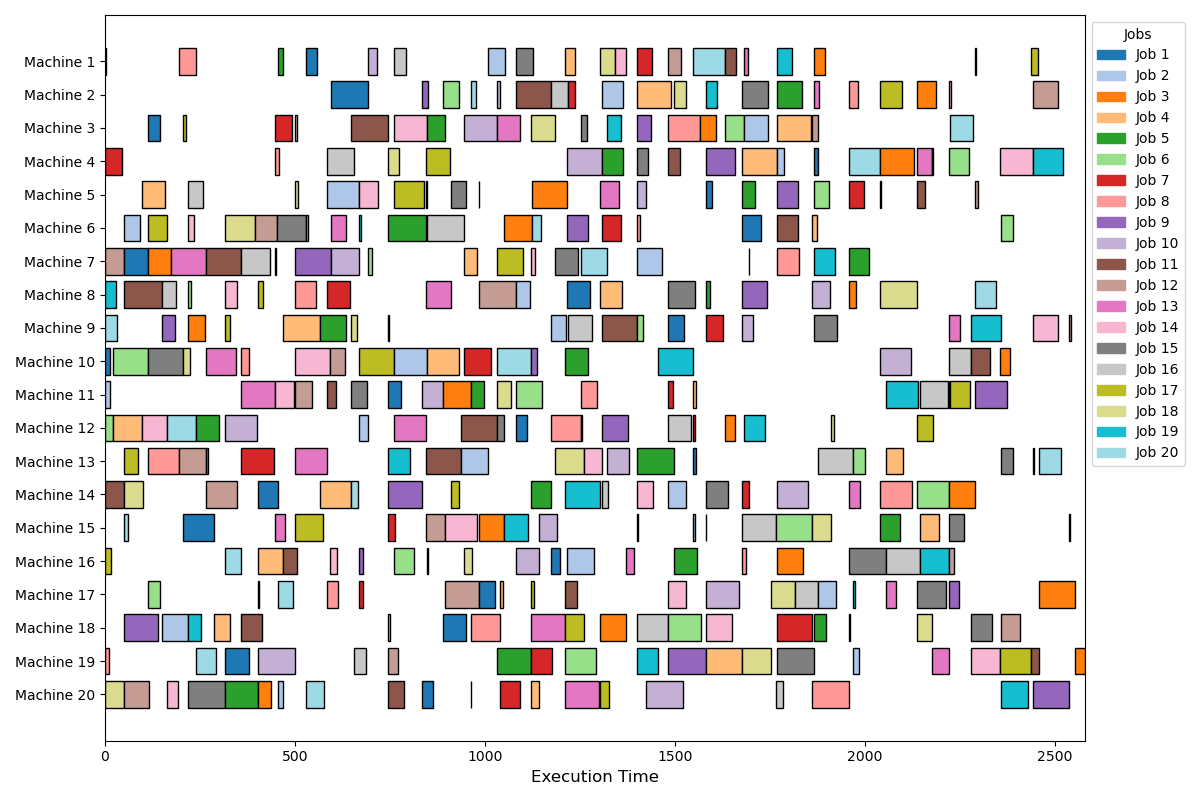 Machine 1
Machine 2
Machine 3
Machine 4
Machine 5
Machine 6
Machine 7
Machine 8
Machine 9
Machine 10
Machine 11
Machine 12
Machine 13
Machine 14
Machine 15
Machine 16
Machine 17
Machine 18
Machine 19
Machine 20
0 500 1000 1500 2000 2500
Execution Time
Jobs
Job 1
Job 2
Job 3
Job 4
Job 5
Job 6
Job 7
Job 8
Job 9
Job 10
Job 11
Job 12
Job 13
Job 14
Job 15
Job 16
Job 17
Job 18
Job 19
Job 20